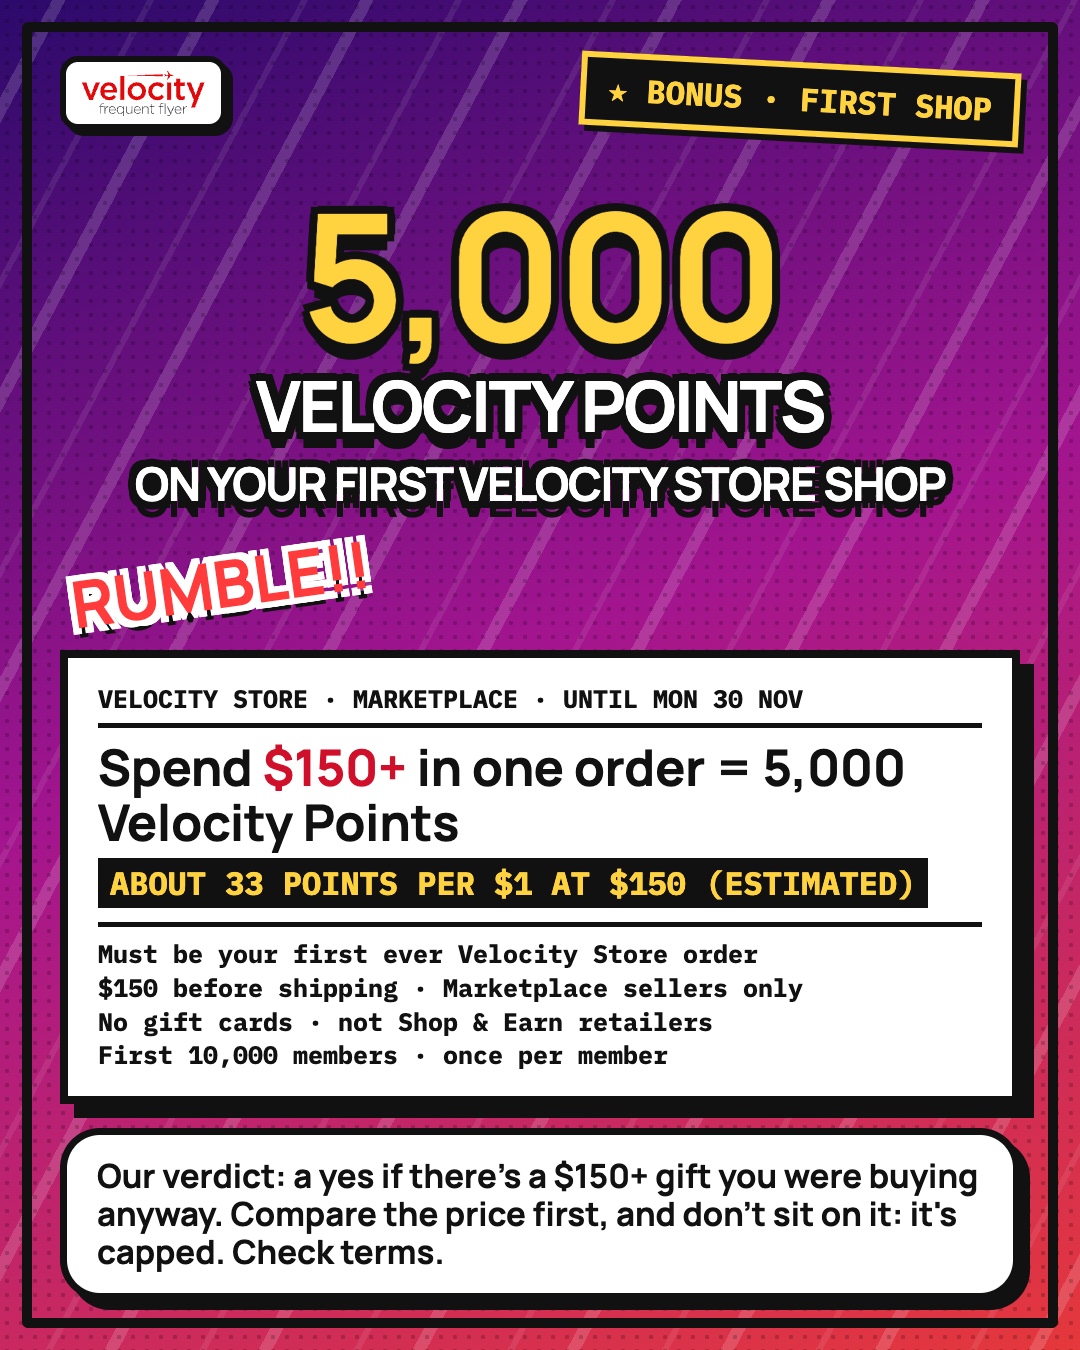 velocity
frequent flyer
★ BONUS · FIRST SHOP
5,000
VELOCITY POINTS
ON YOUR FIRST VELOCITY STORE SHOP
RUMBLE!!
VELOCITY STORE · MARKETPLACE · UNTIL MON 30 NOV
Spend $150+ in one order = 5,000
Velocity Points
ABOUT 33 POINTS PER $1 AT $150 (ESTIMATED)
Must be your first ever Velocity Store order
$150 before shipping · Marketplace sellers only
No gift cards · not Shop & Earn retailers
First 10,000 members · once per member
Our verdict: a yes if there’s a $150+ gift you were buying
anyway. Compare the price first, and don’t sit on it: it's
capped. Check terms.